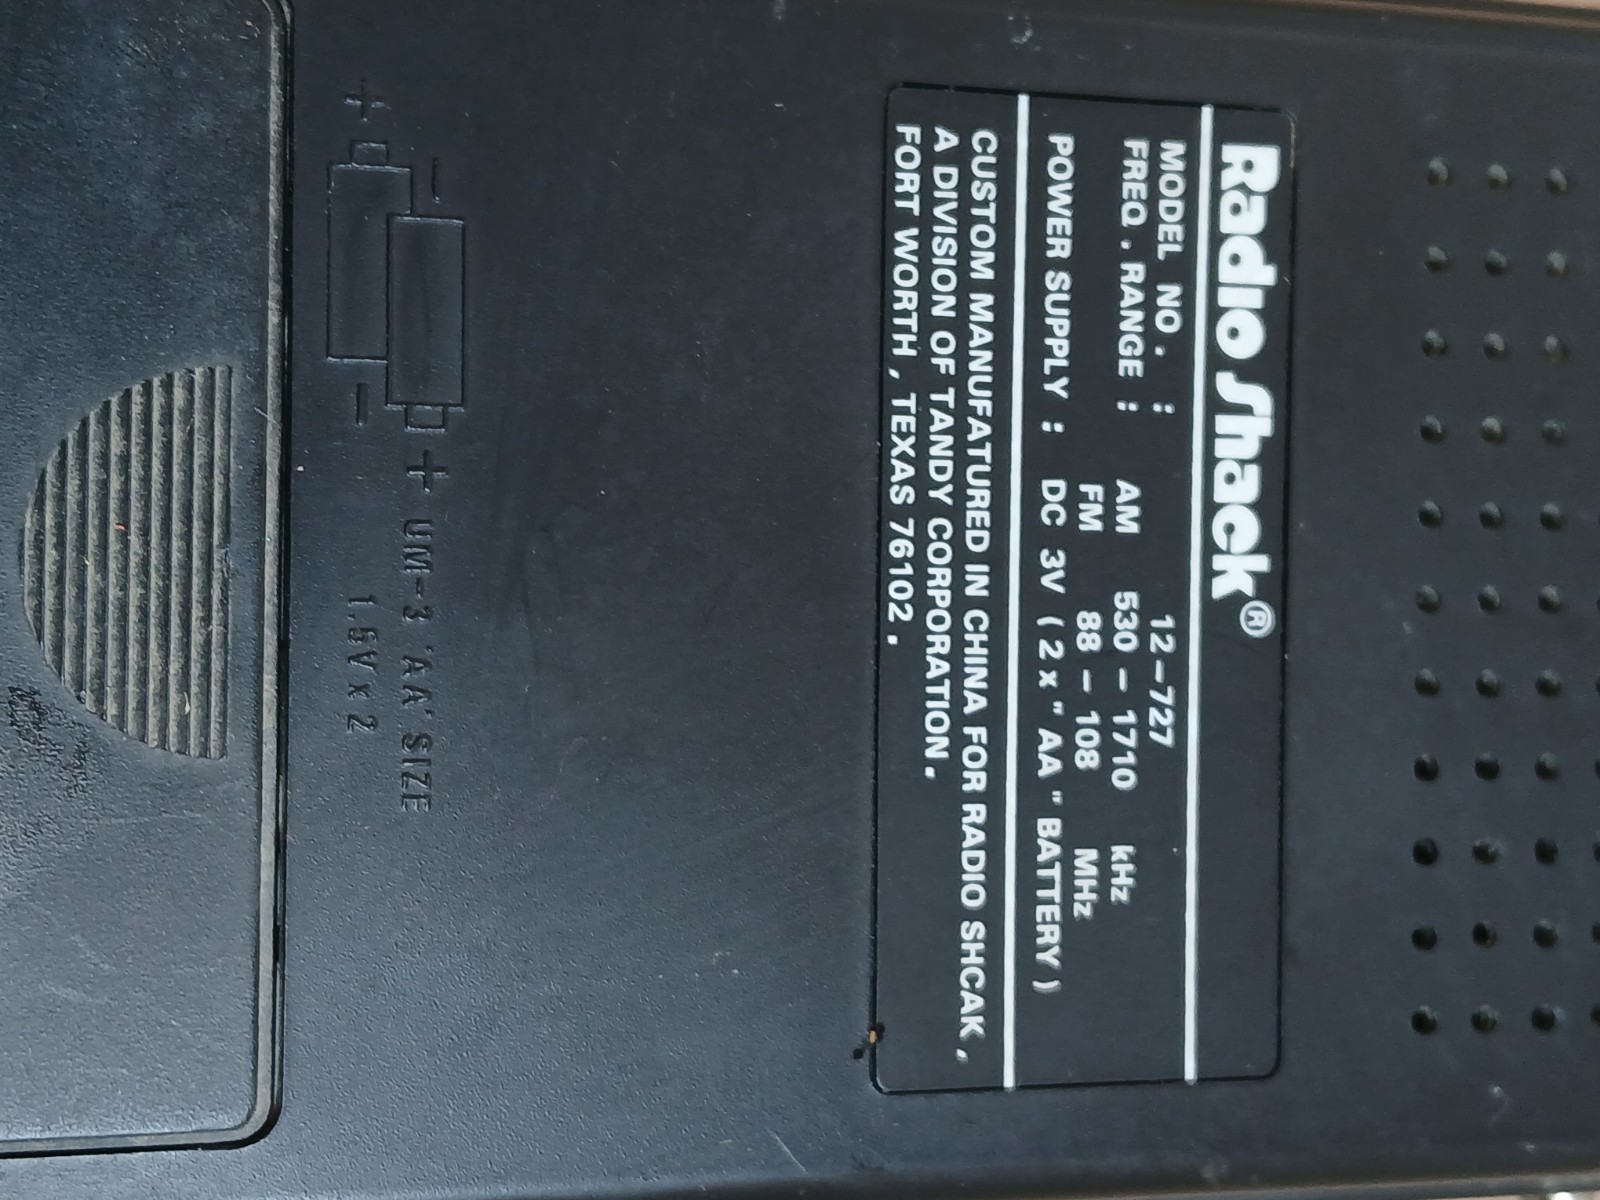 Radio Shack®
MODEL NO. : 12-727
FREQ. RANGE : AM 530 - 1710 kHz
FM 88 - 108 MHz
POWER SUPPLY : DC 3V ( 2 x " AA " BATTERY )
CUSTOM MANUFATURED IN CHINA FOR RADIO SHCAK,
A DIVISION OF TANDY CORPORATION.
FORT WORTH, TEXAS 76102.
- + UM-3 'AA' SIZE
+ - 1.5V x 2